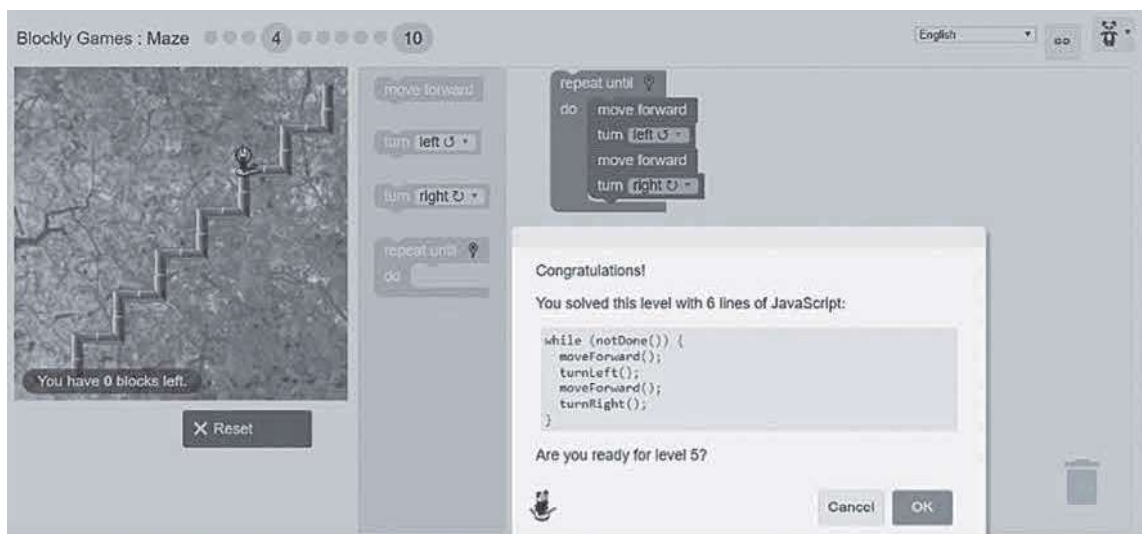 Blockly Games : Maze 4 10
English
You have 0 blocks left.
Reset
move forward
turn left ↺
turn right ↻
repeat until
do
repeat until
do move forward
turn left ↺
move forward
turn right ↻
Congratulations!
You solved this level with 6 lines of JavaScript:
while (notDone()) {
moveForward();
turnLeft();
moveForward();
turnRight();
}
Are you ready for level 5?
Cancel OK